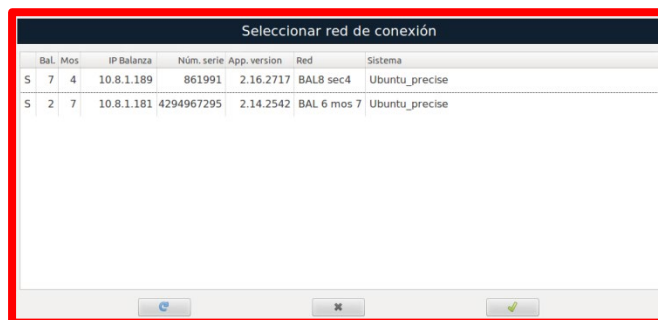 Seleccionar red de conexión
Bal. Mos IP Balanza Núm. serie App. version Red Sistema
S 7 4 10.8.1.189 861991 2.16.2717 BAL8 sec4 Ubuntu_precise
S 2 7 10.8.1.181 4294967295 2.14.2542 BAL 6 mos 7 Ubuntu_precise